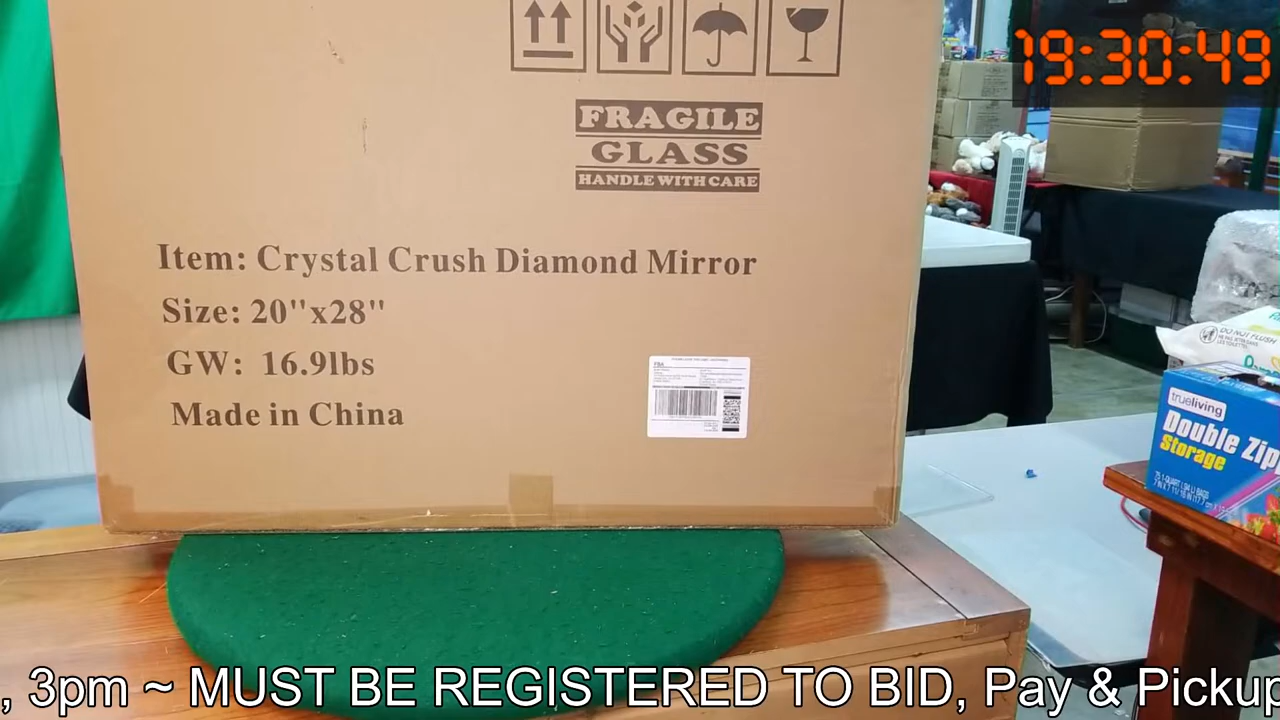 19:30:49
FRAGILE
GLASS
HANDLE WITH CARE
Item: Crystal Crush Diamond Mirror
Size: 20"x28"
GW: 16.9lbs
Made in China
DO NOT FLUSH
trueliving
Double Zip
Storage
, 3pm ~ MUST BE REGISTERED TO BID, Pay & Pickup